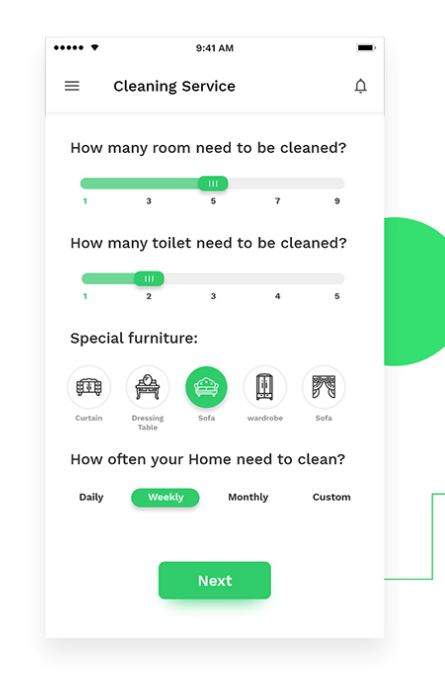 9:41 AM
Cleaning Service
How many room need to be cleaned?
1 3 5 7 9
How many toilet need to be cleaned?
1 2 3 4 5
Special furniture:
Curtain Dressing Sofa wardrobe Sofa
Table
How often your Home need to clean?
Daily Weekly Monthly Custom
Next